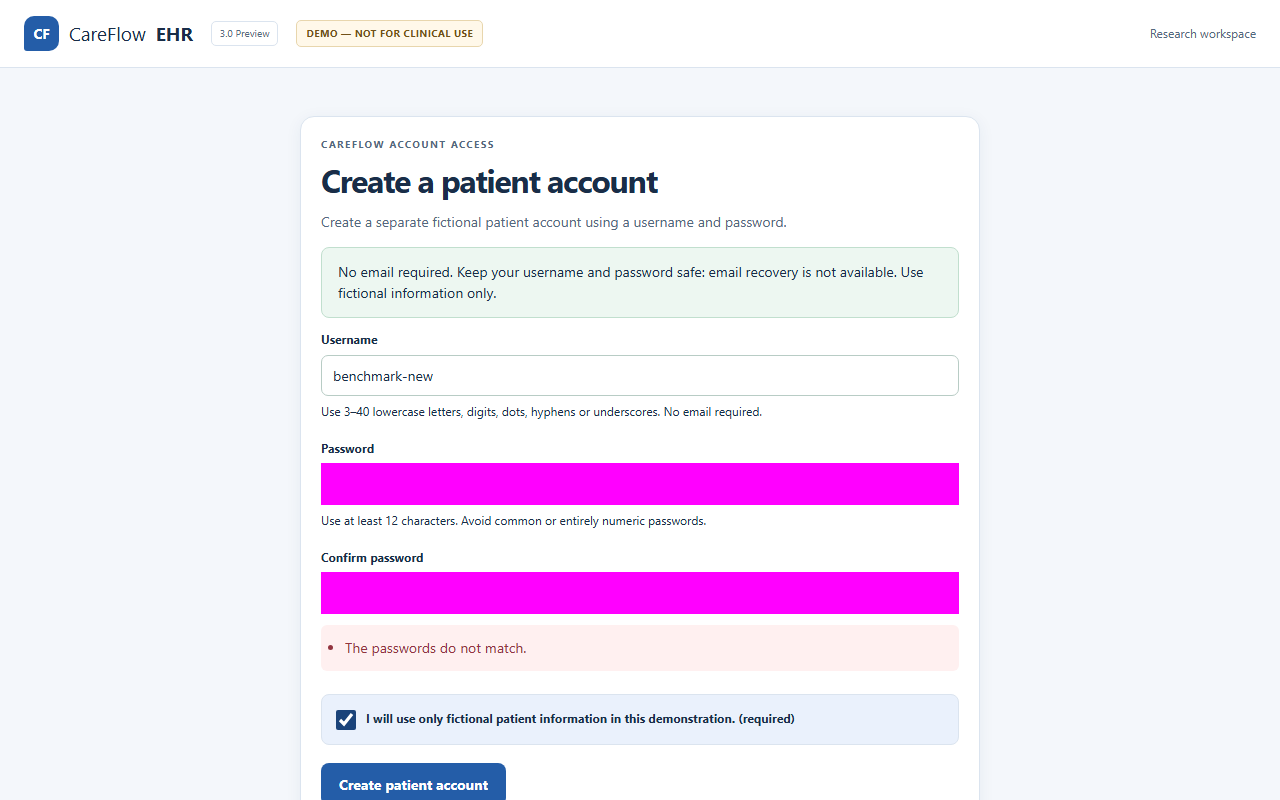 CF CareFlow EHR 3.0 Preview DEMO — NOT FOR CLINICAL USE Research workspace
CAREFLOW ACCOUNT ACCESS
Create a patient account
Create a separate fictional patient account using a username and password.
No email required. Keep your username and password safe: email recovery is not available. Use
fictional information only.
Username
benchmark-new
Use 3–40 lowercase letters, digits, dots, hyphens or underscores. No email required.
Password
Use at least 12 characters. Avoid common or entirely numeric passwords.
Confirm password
The passwords do not match.
I will use only fictional patient information in this demonstration. (required)
Create patient account